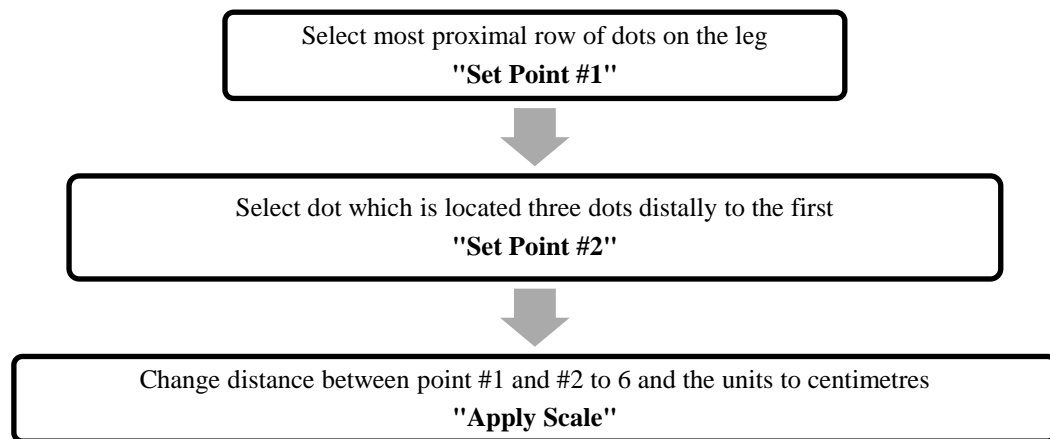 Select most proximal row of dots on the leg
"Set Point #1"
Select dot which is located three dots distally to the first
"Set Point #2"
Change distance between point #1 and #2 to 6 and the units to centimetres
"Apply Scale"